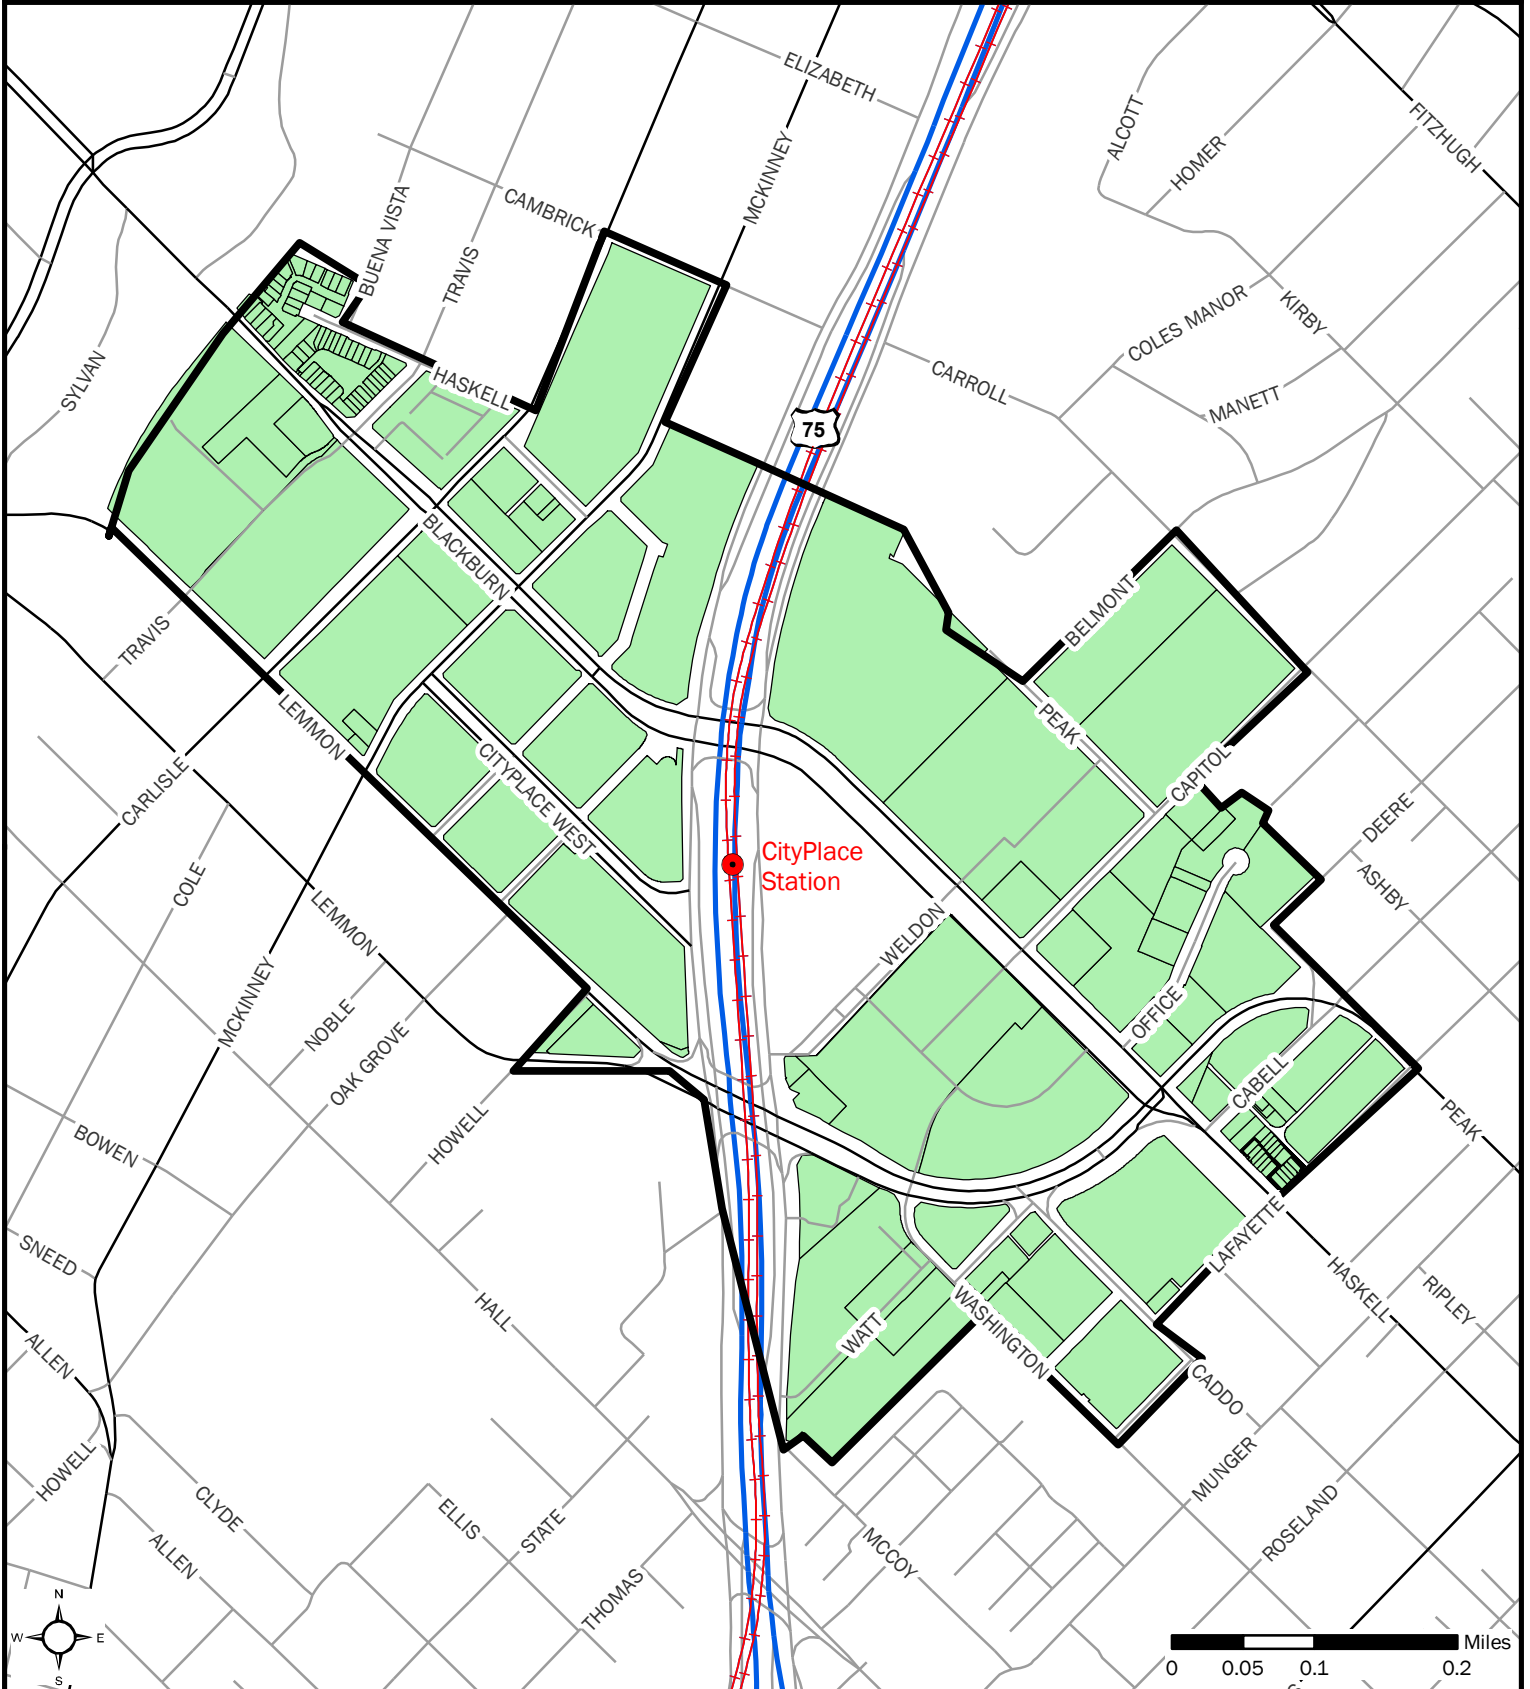 ELIZABETH
MCKINNEY
ALCOTT
HOMER
FITZHUGH
BUENA VISTA
CAMBRICK
TRAVIS
COLES MANOR
KIRBY
SYLVAN
HASKELL
CARROLL
MANETT
75
BLACKBURN
BELMONT
TRAVIS
LEMMON
PEAK
CITYPLACE WEST
CAPITOL
CARLISLE
DEERE
CityPlace
Station
COLE
ASHBY
LEMMON
WELDON
MCKINNEY
NOBLE
OFFICE
OAK GROVE
CABELL
HOWELL
PEAK
BOWEN
LAFAYETTE
SNEED
HASKELL
RIPLEY
HALL
WATT
WASHINGTON
ALLEN
CADDO
HOWELL
MUNGER
CLYDE
ELLIS
STATE
ROSELAND
ALLEN
MCCOY
THOMAS
N
W E
S
Miles
0 0.05 0.1 0.2